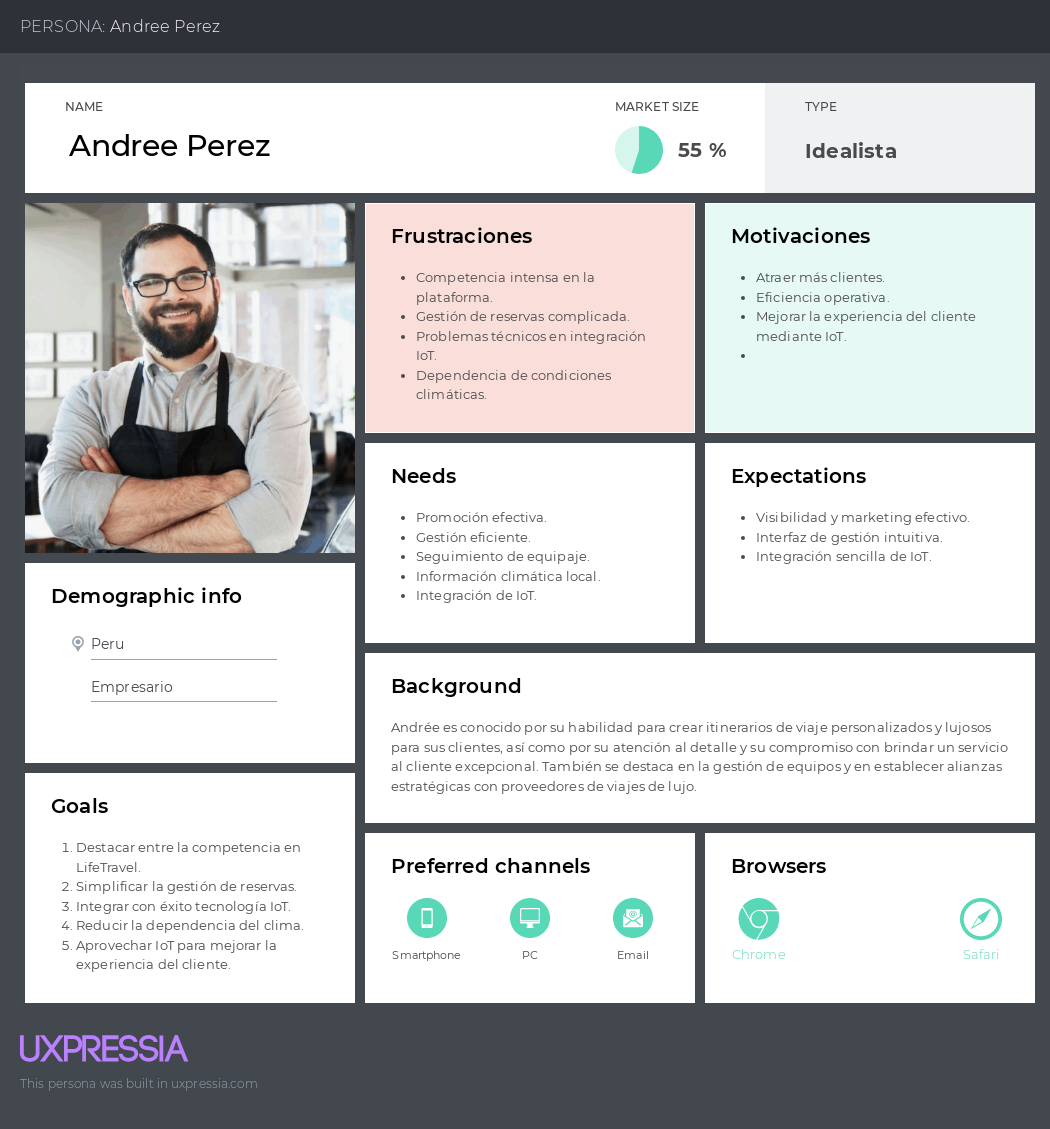 PERSONA: Andree Perez
NAME
Andree Perez
MARKET SIZE
55 %
TYPE
Idealista
Frustraciones
Competencia intensa en la
plataforma.
Gestión de reservas complicada.
Problemas técnicos en integración
IoT.
Dependencia de condiciones
climáticas.
Motivaciones
Atraer más clientes.
Eficiencia operativa.
Mejorar la experiencia del cliente
mediante IoT.
Needs
Promoción efectiva.
Gestión eficiente.
Seguimiento de equipaje.
Información climática local.
Integración de IoT.
Expectations
Visibilidad y marketing efectivo.
Interfaz de gestión intuitiva.
Integración sencilla de IoT.
Demographic info
Peru
Empresario
Background
Andrée es conocido por su habilidad para crear itinerarios de viaje personalizados y lujosos
para sus clientes, así como por su atención al detalle y su compromiso con brindar un servicio
al cliente excepcional. También se destaca en la gestión de equipos y en establecer alianzas
estratégicas con proveedores de viajes de lujo.
Goals
1. Destacar entre la competencia en
LifeTravel.
2. Simplificar la gestión de reservas.
3. Integrar con éxito tecnología IoT.
4. Reducir la dependencia del clima.
5. Aprovechar IoT para mejorar la
experiencia del cliente.
Preferred channels
Smartphone
PC
Email
Browsers
Chrome
Safari
UXPRESSIA
This persona was built in uxpressia.com